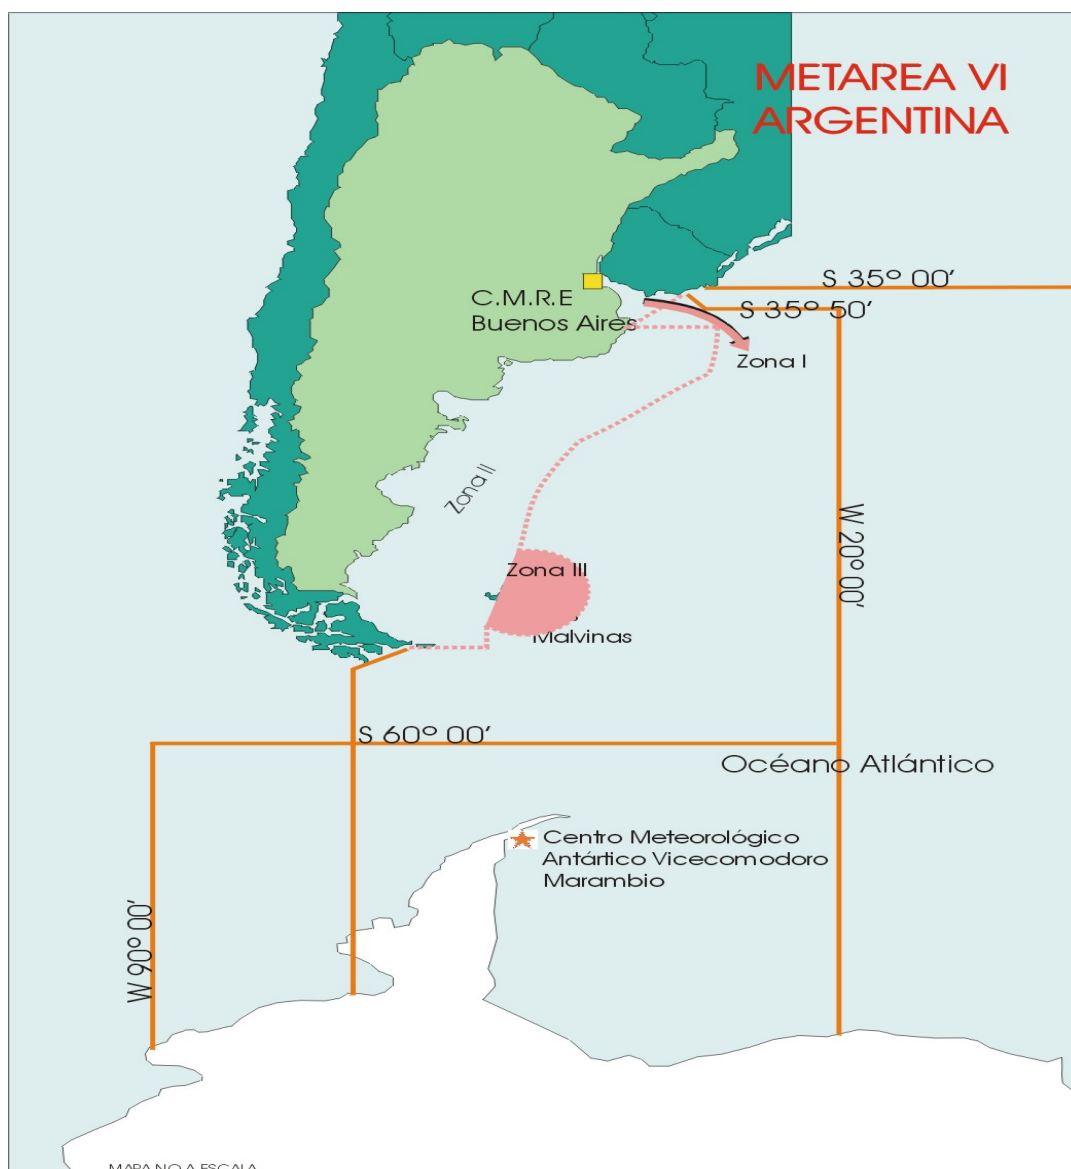 METAREA VI
ARGENTINA
S 35º 00'
C.M.R.E
Buenos Aires
S 35º 50'
Zona I
Zona II
W 20º 00'
Zona III
Malvinas
S 60º 00'
Océano Atlántico
Centro Meteorológico
Antártico Vicecomodoro
Marambio
W 90º 00'
MAPA NO A ESCALA